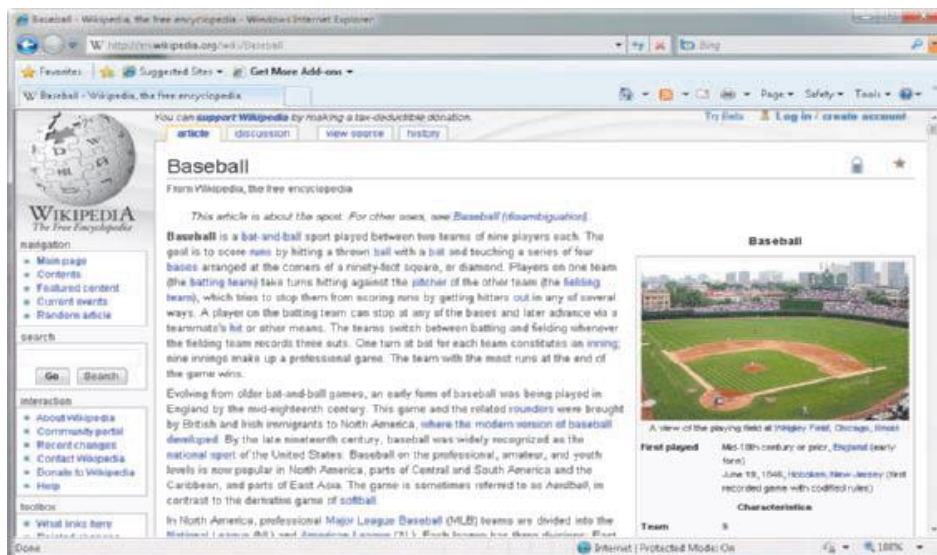 Baseball - Wikipedia, the free encyclopedia - Windows Internet Explorer
wikipedia.org/wiki/Baseball
Bing
Favorites Suggested Sites Get More Add-ons
Baseball - Wikipedia, the free encyclopedia
Page Safety Tools
You can support Wikipedia by making a tax-deductible donation.
Try Beta Log in / create account
article discussion view source history
WIKIPEDIA
The Free Encyclopedia
navigation
Main page
Contents
Featured content
Current events
Random article
search
Go Search
interaction
About Wikipedia
Community portal
Recent changes
Contact Wikipedia
Donate to Wikipedia
Help
toolbox
What links here
Related changes
Baseball
From Wikipedia, the free encyclopedia
This article is about the sport. For other uses, see Baseball (disambiguation).
Baseball is a bat-and-ball sport played between two teams of nine players each. The
goal is to score runs by hitting a thrown ball with a bat and touching a series of four
bases arranged at the corners of a ninety-foot square, or diamond. Players on one team
(the batting team) take turns hitting against the pitcher of the other team (the fielding
team), which tries to stop them from scoring runs by getting hitters out in any of several
ways. A player on the batting team can stop at any of the bases and later advance via a
teammate's hit or other means. The teams switch between batting and fielding whenever
the fielding team records three outs. One turn at bat for each team constitutes an inning;
nine innings make up a professional game. The team with the most runs at the end of
the game wins.
Evolving from older bat-and-ball games, an early form of baseball was being played in
England by the mid-eighteenth century. This game and the related rounders were brought
by British and Irish immigrants to North America, where the modern version of baseball
developed. By the late nineteenth century, baseball was widely recognized as the
national sport of the United States. Baseball on the professional, amateur, and youth
levels is now popular in North America, parts of Central and South America and the
Caribbean, and parts of East Asia. The game is sometimes referred to as hardball, in
contrast to the derivative game of softball.
In North America, professional Major League Baseball (MLB) teams are divided into the
National League (NL) and American League (AL). Each league has three divisions: East,
Baseball
A view of the playing field at Wrigley Field, Chicago, Illinois
First played Mid-18th century or prior, England (early
form)
June 19, 1846, Hoboken, New Jersey (first
recorded game with codified rules)
Characteristics
Team 9
Done
Internet | Protected Mode: On
100%